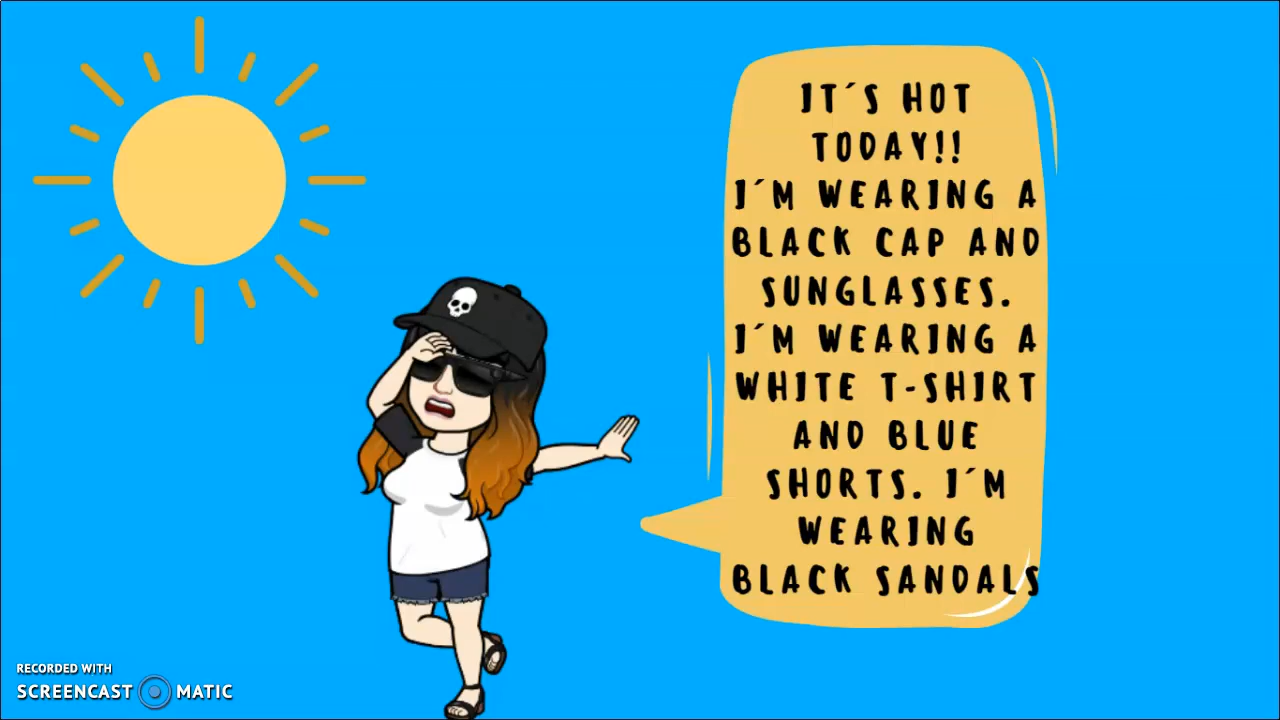 IT´S HOT
TODAY!!
I´M WEARING A
BLACK CAP AND
SUNGLASSES.
I´M WEARING A
WHITE T-SHIRT
AND BLUE
SHORTS. I´M
WEARING
BLACK SANDALS
RECORDED WITH
SCREENCAST MATIC